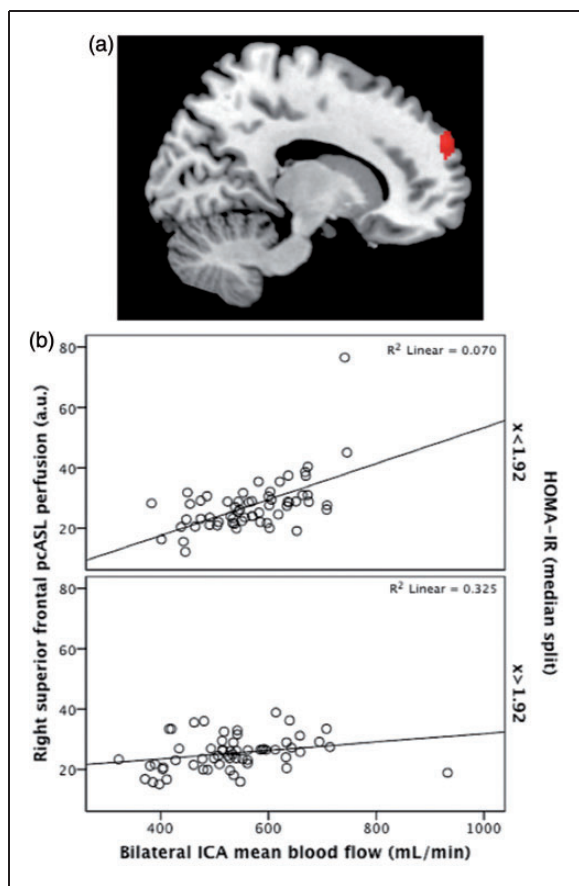 (a)
(b)
80
60
40
20
R² Linear = 0.070
x<1.92
80
60
40
20
R² Linear = 0.325
x>1.92
Right superior frontal pcASL perfusion (a.u.)
HOMA-IR (median split)
400 600 800 1000
Bilateral ICA mean blood flow (mL/min)